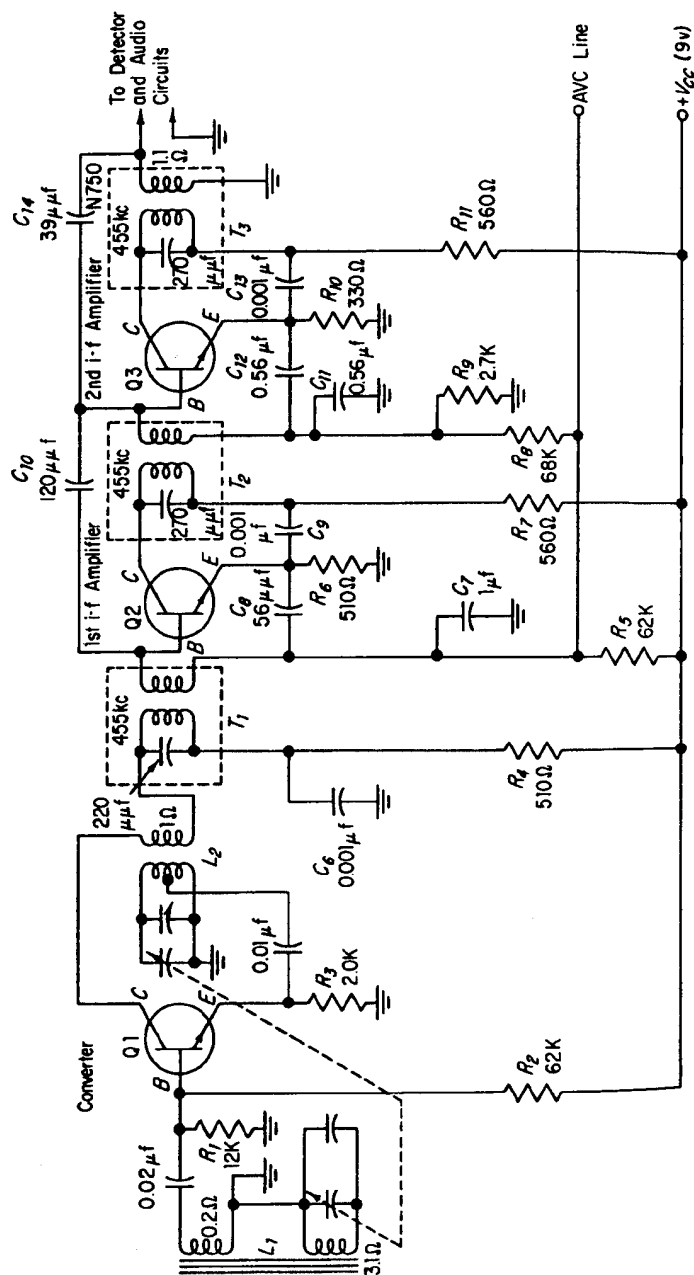 Converter
1st i-f Amplifier
2nd i-f Amplifier
C10
120μμf
C14
39μμf
N750
To Detector
and Audio
Circuits
Q1
B
C
E
Q2
B
C
E
Q3
B
C
E
0.02μf
R1
12K
0.2Ω
L1
3.1Ω
R2
62K
0.01μf
R3
2.0K
L2
1Ω
220
μμf
455kc
T1
C6
0.001μf
R4
510Ω
C8
56μμf
R6
510Ω
C7
1μf
R5
62K
455kc
270
μμf
T2
0.001
μf
C9
R7
560Ω
R8
68K
R9
2.7K
C11
0.56μf
C12
0.56μf
R10
330Ω
C13
0.001μf
455kc
270
μμf
T3
1.1
Ω
R11
560Ω
AVC Line
+VCC (9v)